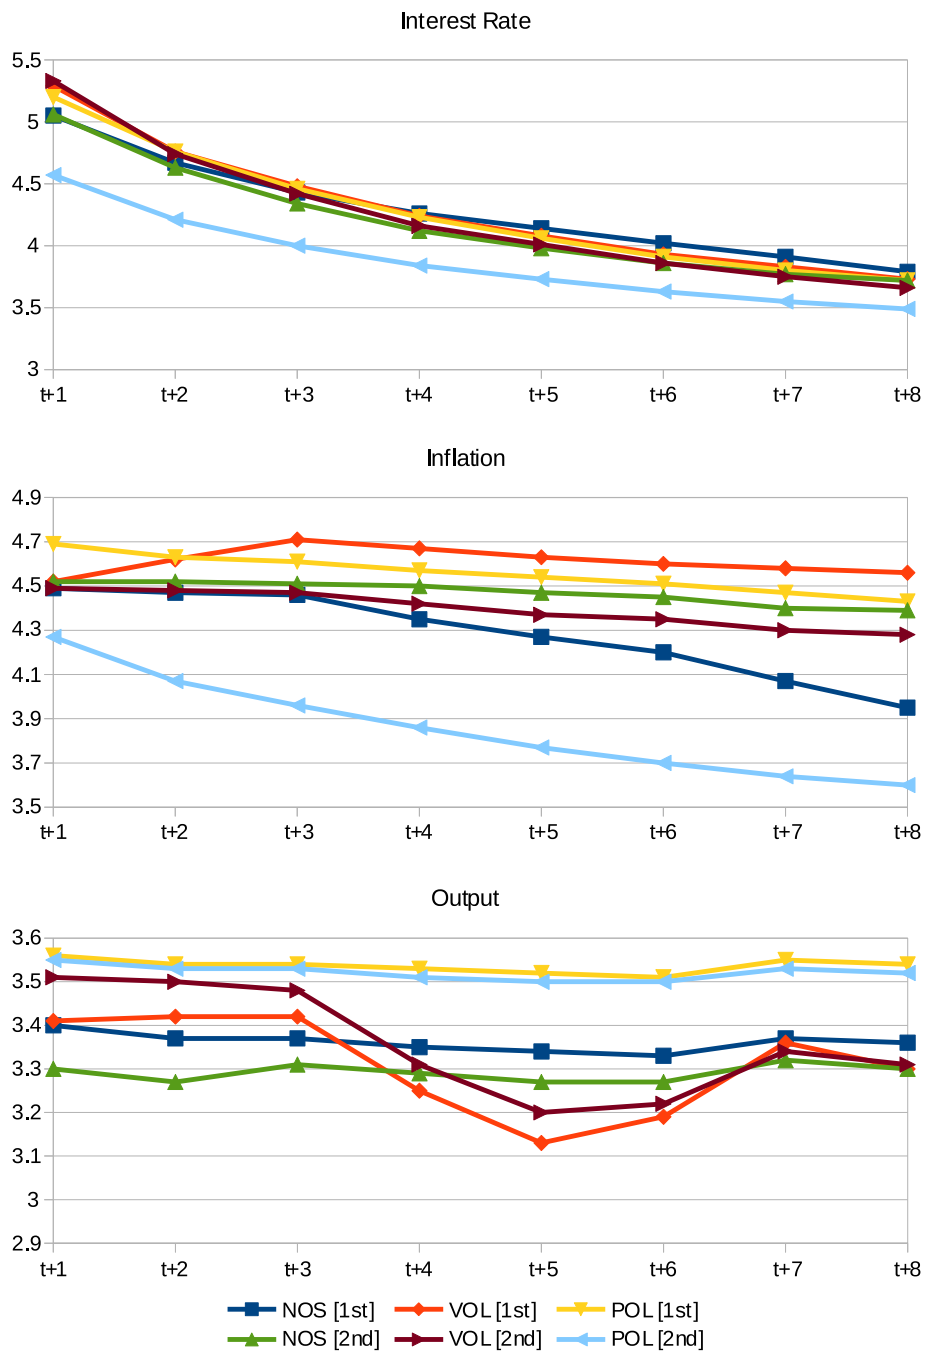 Interest Rate
5.5
5
4.5
4
3.5
3
t+1 t+2 t+3 t+4 t+5 t+6 t+7 t+8
Inflation
4.9
4.7
4.5
4.3
4.1
3.9
3.7
3.5
t+1 t+2 t+3 t+4 t+5 t+6 t+7 t+8
Output
3.6
3.5
3.4
3.3
3.2
3.1
3
2.9
t+1 t+2 t+3 t+4 t+5 t+6 t+7 t+8
NOS [1st] VOL [1st] POL [1st]
NOS [2nd] VOL [2nd] POL [2nd]